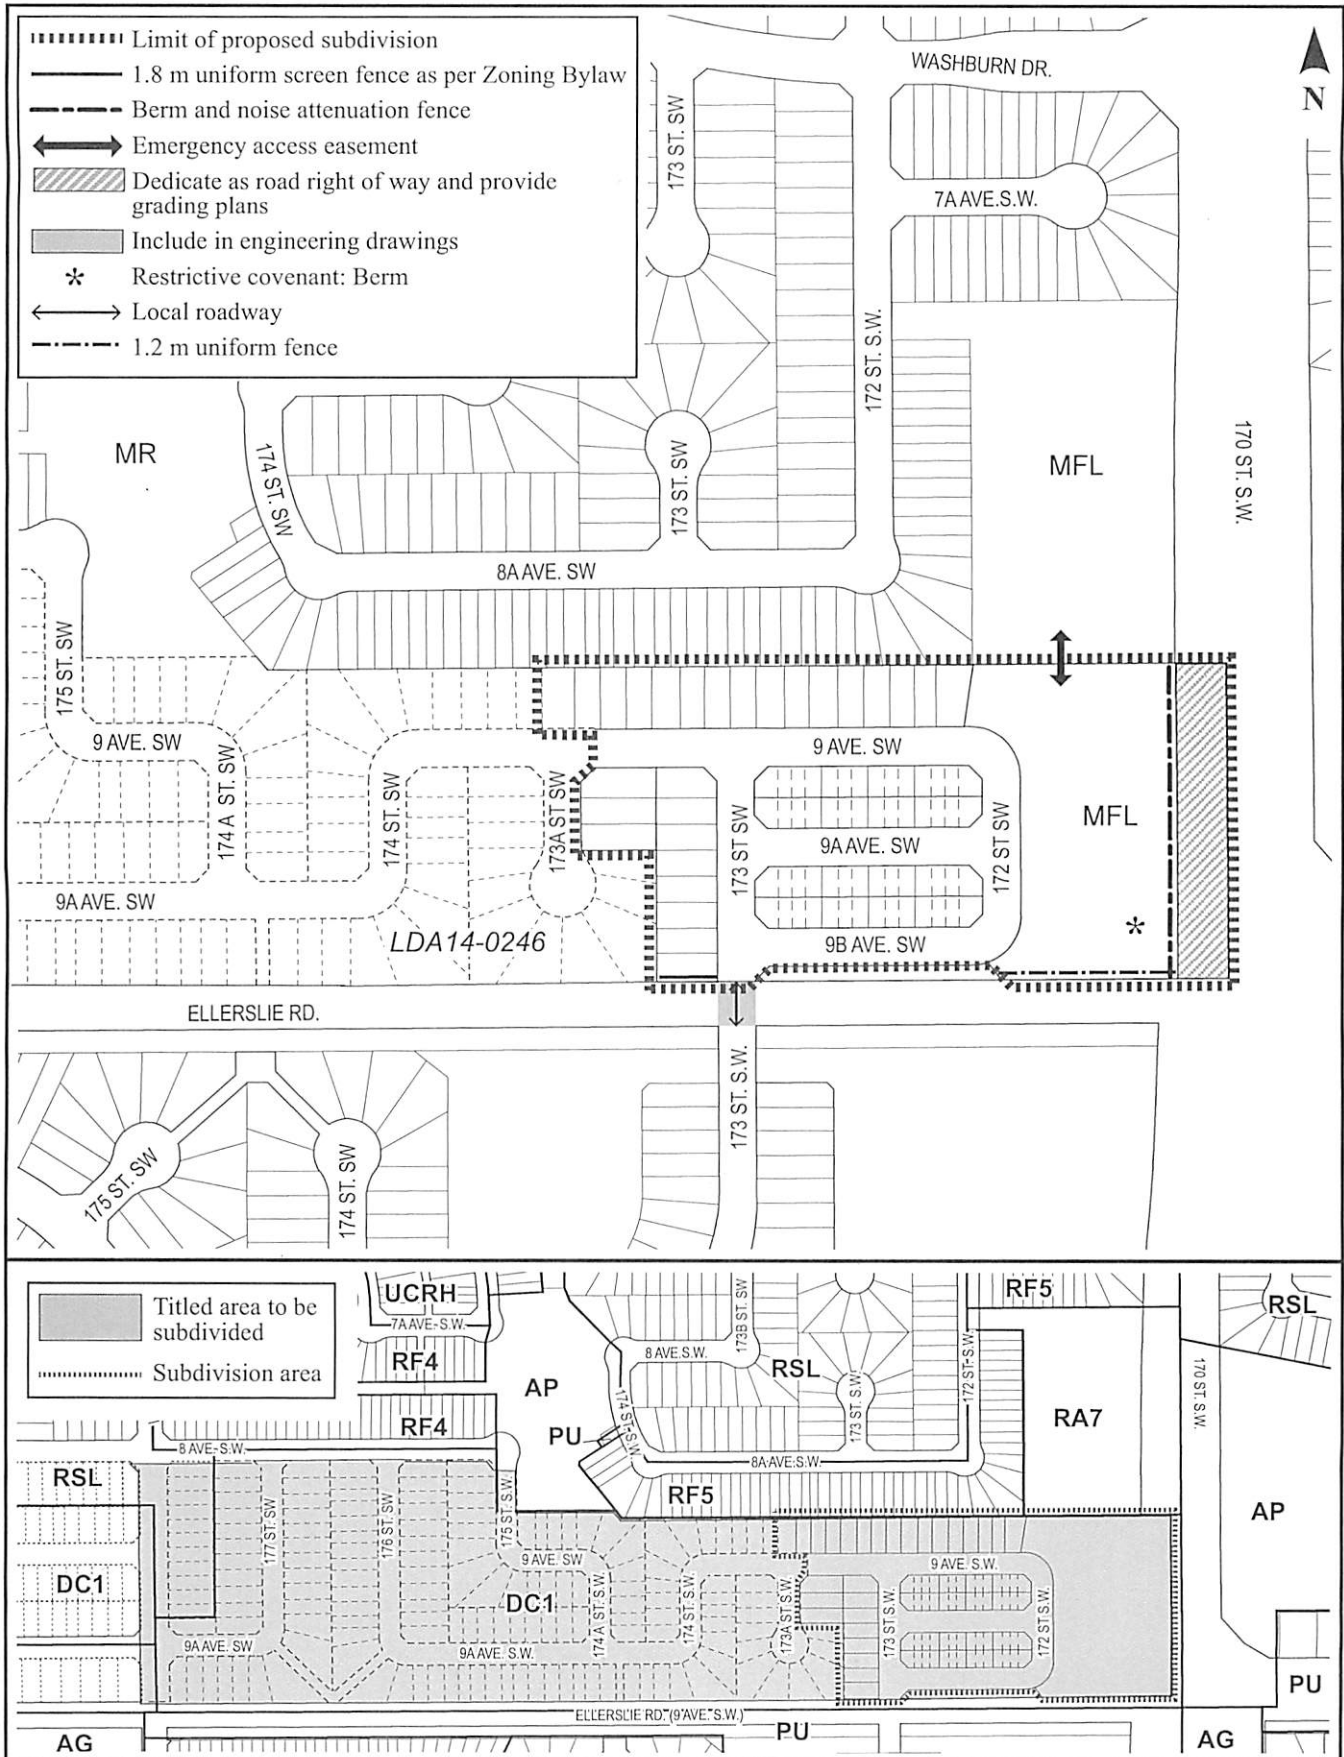 Limit of proposed subdivision
1.8 m uniform screen fence as per Zoning Bylaw
Berm and noise attenuation fence
Emergency access easement
Dedicate as road right of way and provide
grading plans
Include in engineering drawings
* Restrictive covenant: Berm
Local roadway
1.2 m uniform fence
WASHBURN DR.
N
173 ST. SW
7A AVE.S.W.
172 ST. S.W.
MR
174 ST. SW
173 ST. SW
MFL
170 ST. S.W.
8A AVE. SW
175 ST. SW
9 AVE. SW
9 AVE. SW
174 A ST. SW
174 ST. SW
173A ST SW
173 ST SW
9A AVE. SW
172 ST SW
MFL
9A AVE. SW
LDA14-0246
9B AVE. SW
*
ELLERSLIE RD.
173 ST. S.W.
175 ST. SW
174 ST. SW
Titled area to be
subdivided
Subdivision area
UCRH
7A AVE. S.W.
RF4
RF4
AP
PU
8 AVE. S.W.
173B ST. SW
RSL
174 ST. S.W.
173 ST. S.W.
172 ST. S.W.
RF5
RSL
170 ST. S.W.
RA7
8 AVE. S.W.
8A AVE. S.W.
RSL
RF5
177 ST. SW
176 ST. SW
175 ST. S.W.
AP
9 AVE. SW
9 AVE. S.W.
DC1
DC1
174 A ST. S.W.
174 ST. S.W.
173A ST. S.W.
173 ST S.W.
172 ST S.W.
9A AVE. SW
9A AVE. S.W.
PU
ELLERSLIE RD. (9 AVE. S.W.)
AG
PU
AG